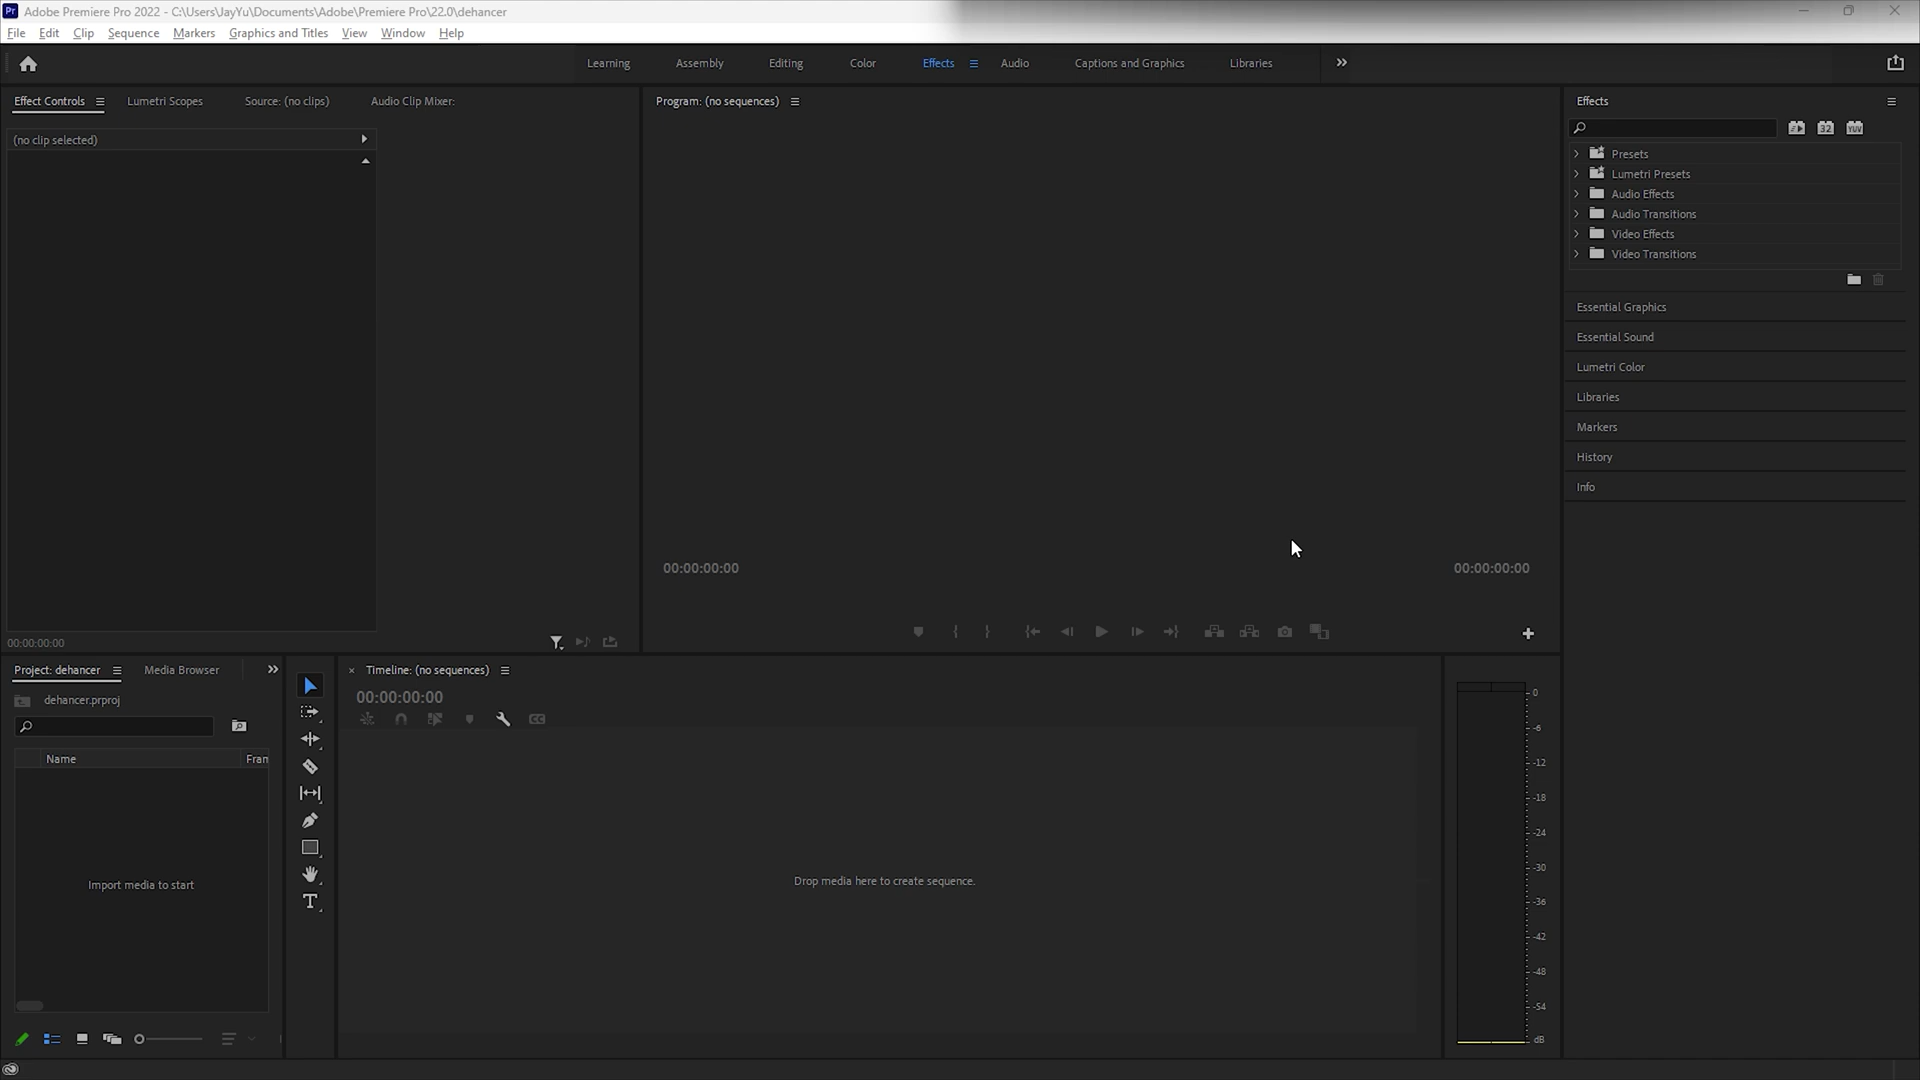 Pr Adobe Premiere Pro 2022 - C:\Users\JayYu\Documents\Adobe\Premiere Pro\22.0\dehancer
File Edit Clip Sequence Markers Graphics and Titles View Window Help
Learning Assembly Editing Color Effects Audio Captions and Graphics Libraries
Effect Controls Lumetri Scopes Source: (no clips) Audio Clip Mixer:
(no clip selected)
00:00:00:00
Program: (no sequences)
00:00:00:00 00:00:00:00
Effects
32 YUV
Presets
Lumetri Presets
Audio Effects
Audio Transitions
Video Effects
Video Transitions
Essential Graphics
Essential Sound
Lumetri Color
Libraries
Markers
History
Info
Project: dehancer Media Browser
dehancer.prproj
Name Fran
Import media to start
Timeline: (no sequences)
00:00:00:00
CC
Drop media here to create sequence.
0
-6
-12
-18
-24
-30
-36
-42
-48
-54
dB